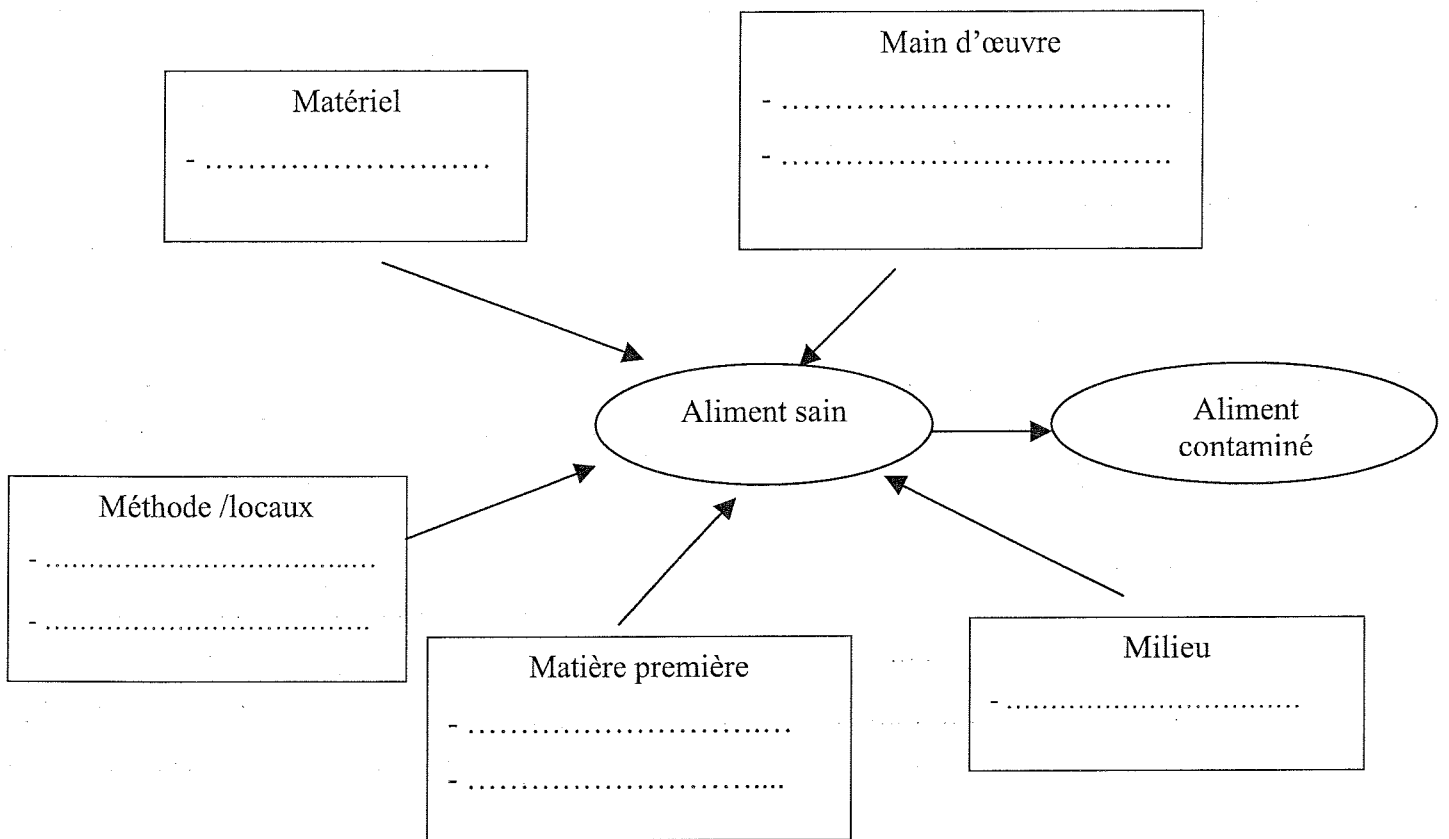 Matériel
- ...........................
Main d'œuvre
- .....................................
- .....................................
Aliment sain
Aliment
contaminé
Méthode /locaux
- .....................................
- .....................................
Matière première
- ...............................
- ...............................
Milieu
- ...............................